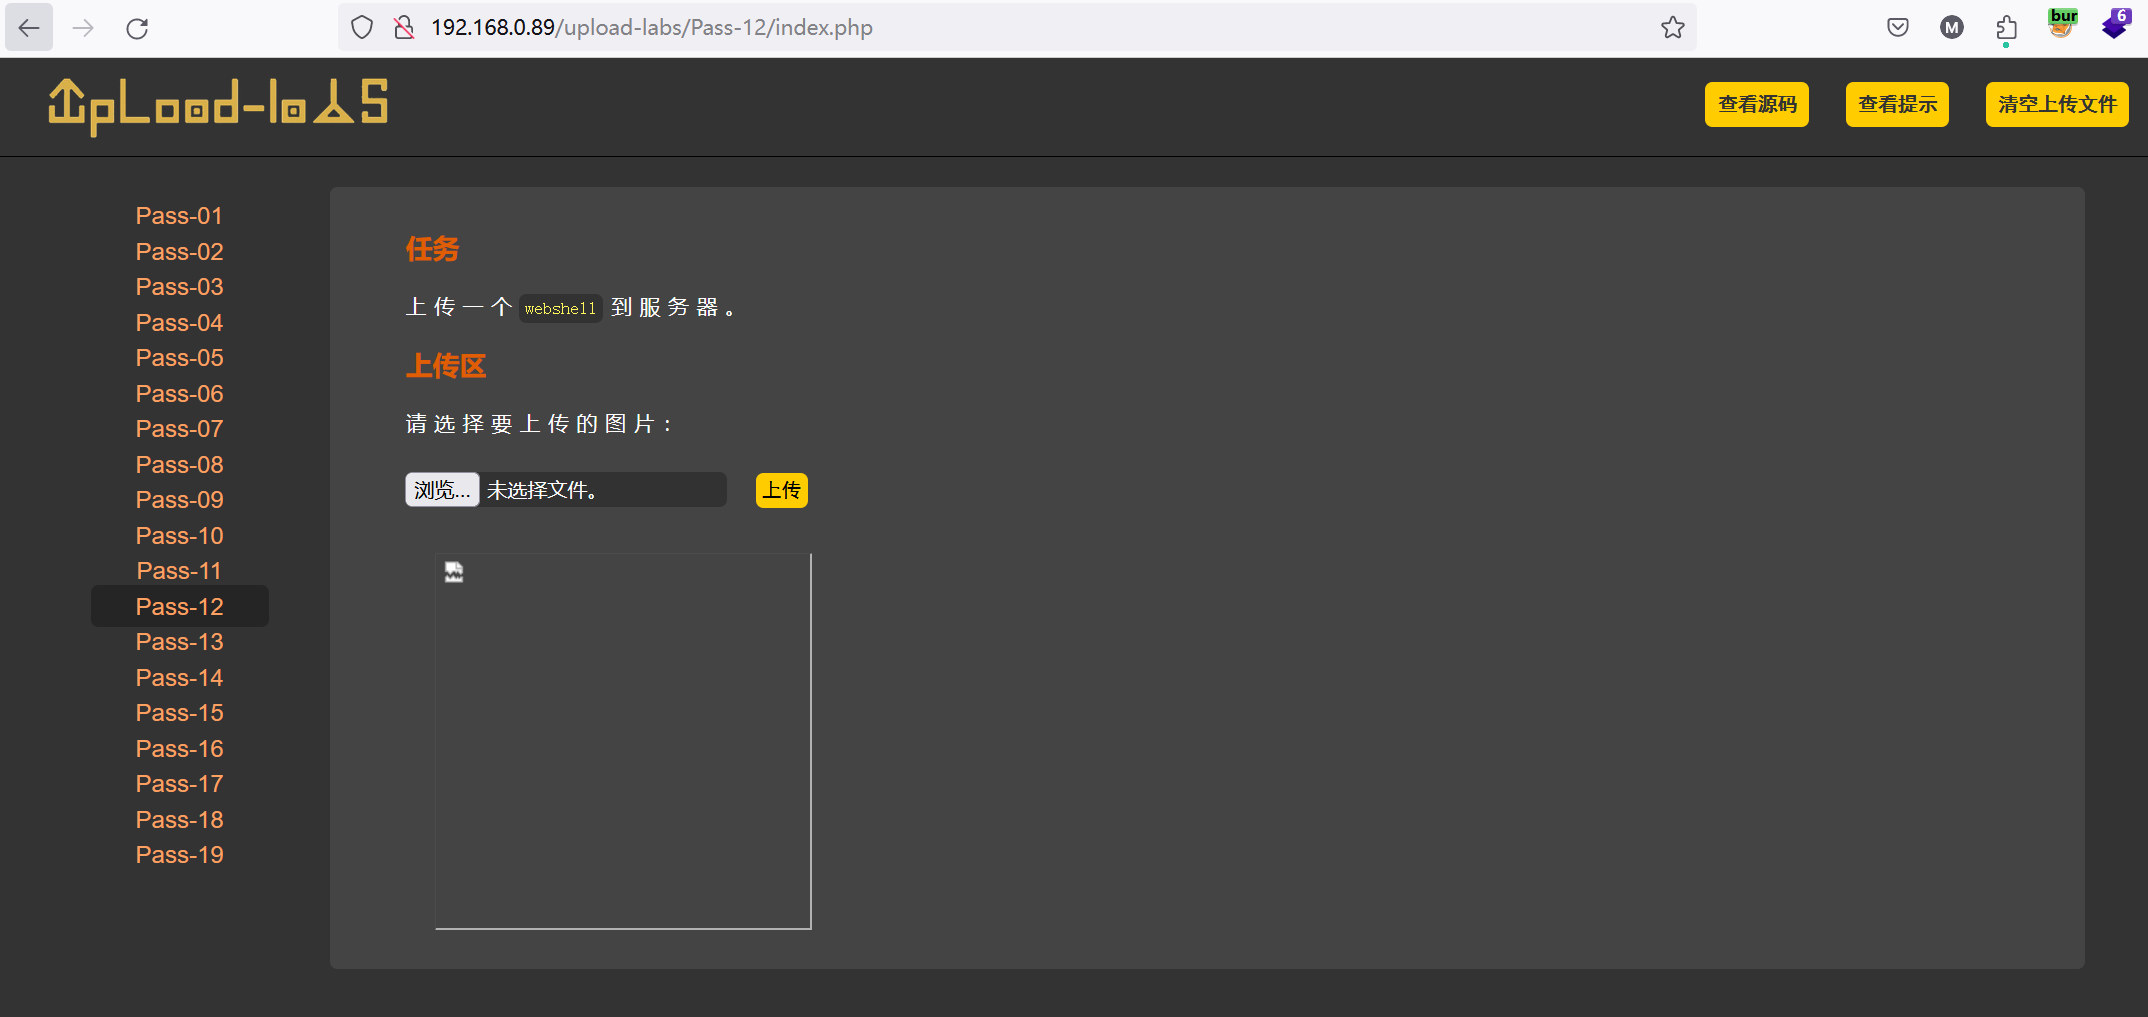 192.168.0.89/upload-labs/Pass-12/index.php
M
bur
6
UpLoad-labs
查看源码
查看提示
清空上传文件
Pass-01
Pass-02
Pass-03
Pass-04
Pass-05
Pass-06
Pass-07
Pass-08
Pass-09
Pass-10
Pass-11
Pass-12
Pass-13
Pass-14
Pass-15
Pass-16
Pass-17
Pass-18
Pass-19
任务
上传一个 webshell 到服务器。
上传区
请选择要上传的图片：
浏览... 未选择文件。
上传